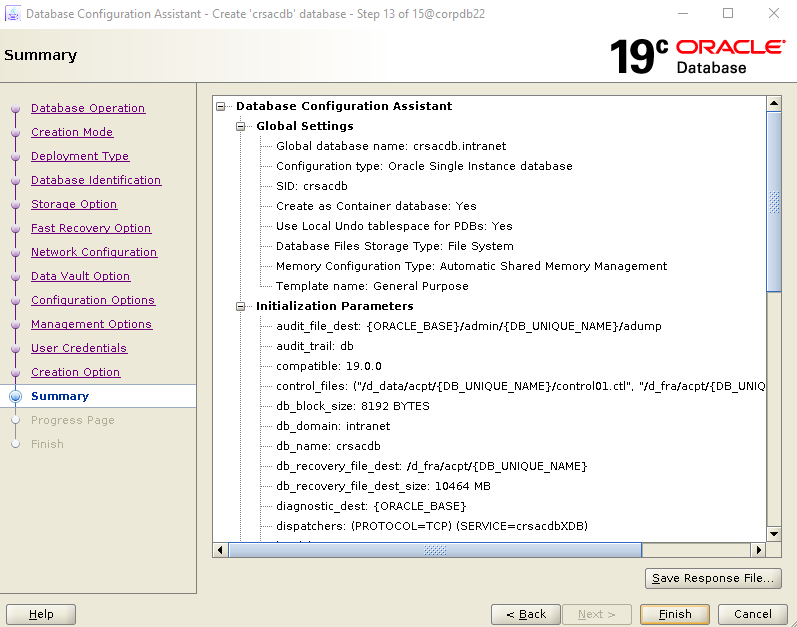 Database Configuration Assistant - Create 'crsacdb' database - Step 13 of 15@corpdb22
Summary
19c ORACLE
Database
Database Operation
Creation Mode
Deployment Type
Database Identification
Storage Option
Fast Recovery Option
Network Configuration
Data Vault Option
Configuration Options
Management Options
User Credentials
Creation Option
Summary
Progress Page
Finish
Database Configuration Assistant
Global Settings
Global database name: crsacdb.intranet
Configuration type: Oracle Single Instance database
SID: crsacdb
Create as Container database: Yes
Use Local Undo tablespace for PDBs: Yes
Database Files Storage Type: File System
Memory Configuration Type: Automatic Shared Memory Management
Template name: General Purpose
Initialization Parameters
audit_file_dest: {ORACLE_BASE}/admin/{DB_UNIQUE_NAME}/adump
audit_trail: db
compatible: 19.0.0
control_files: ("/d_data/acpt/{DB_UNIQUE_NAME}/control01.ctl", "/d_fra/acpt/{DB_UNIQ
db_block_size: 8192 BYTES
db_domain: intranet
db_name: crsacdb
db_recovery_file_dest: /d_fra/acpt/{DB_UNIQUE_NAME}
db_recovery_file_dest_size: 10464 MB
diagnostic_dest: {ORACLE_BASE}
dispatchers: (PROTOCOL=TCP) (SERVICE=crsacdbXDB)
Save Response File...
Help
< Back
Next >
Finish
Cancel